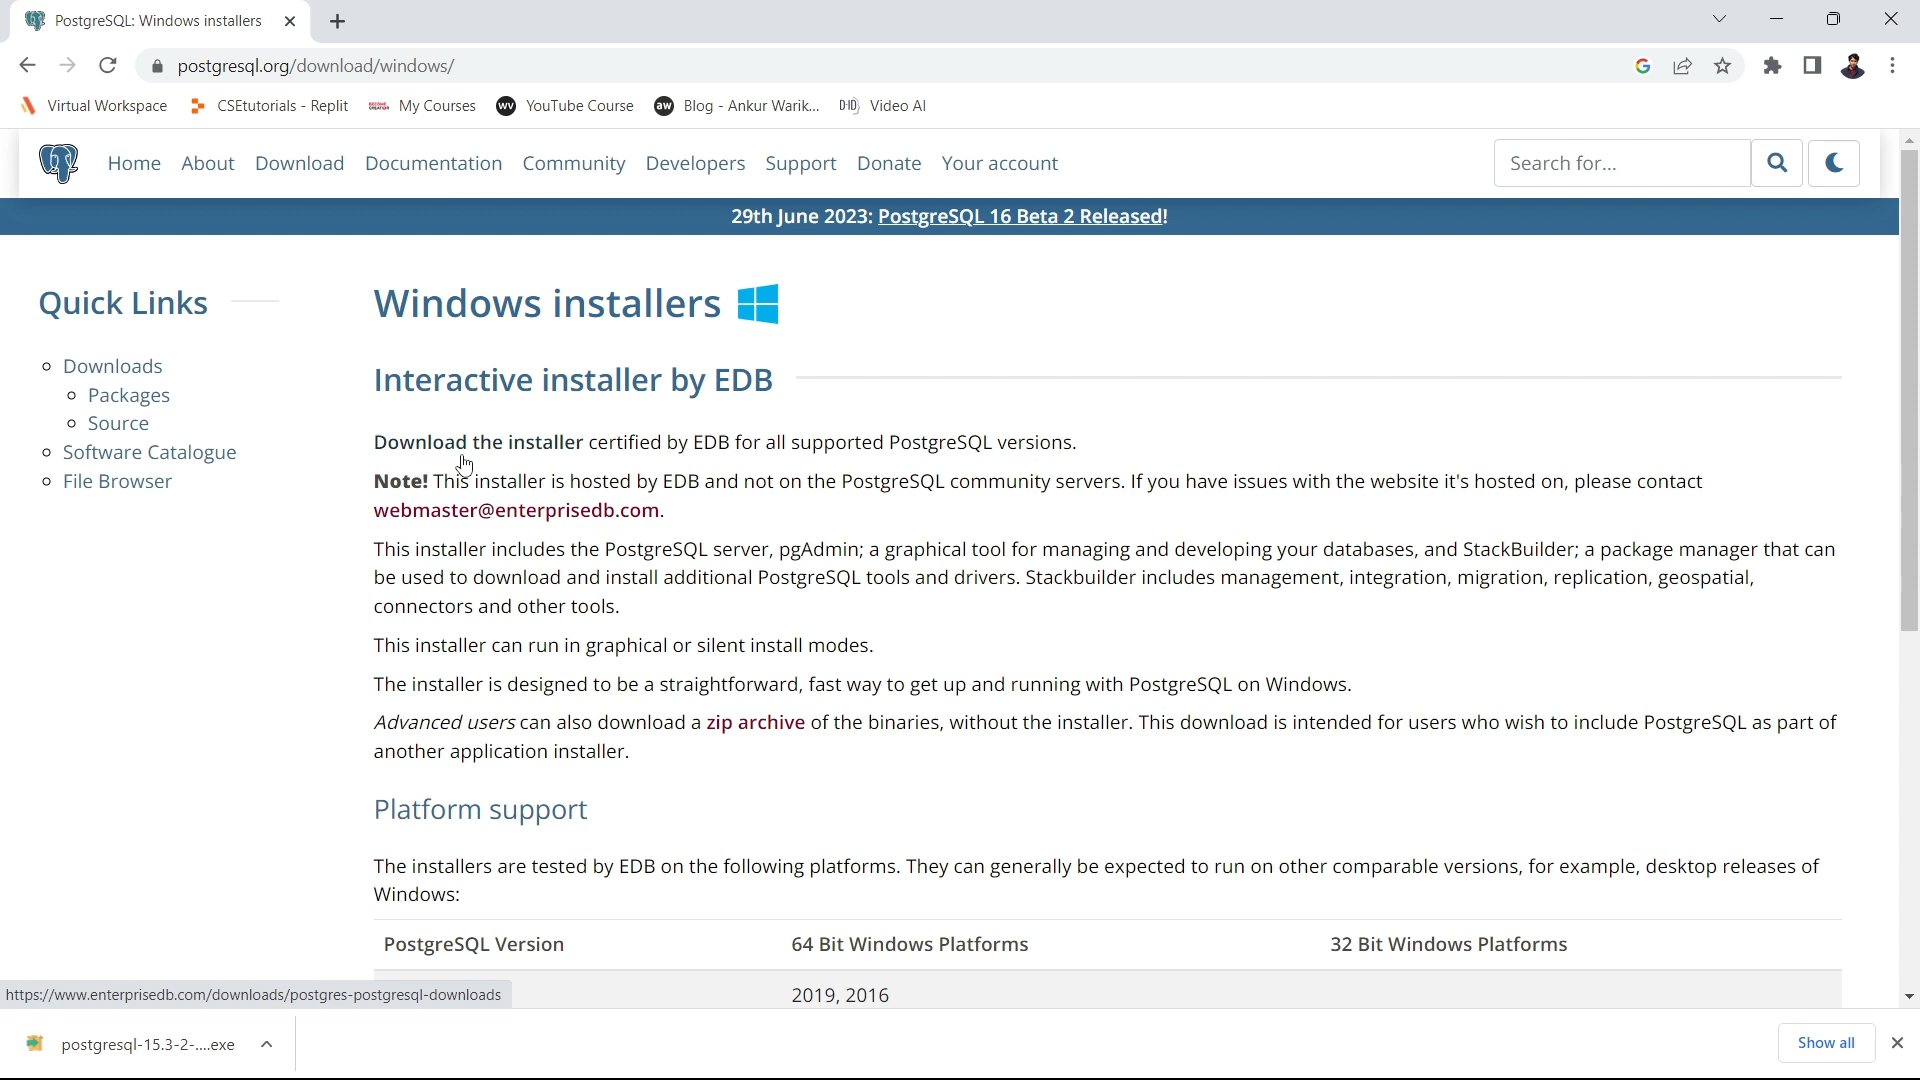 PostgreSQL: Windows installers
postgresql.org/download/windows/
Virtual Workspace CSEtutorials - Replit My Courses YouTube Course Blog - Ankur Warik... Video AI
Home About Download Documentation Community Developers Support Donate Your account Search for...
29th June 2023: PostgreSQL 16 Beta 2 Released!
Quick Links
Downloads
Packages
Source
Software Catalogue
File Browser
Windows installers
Interactive installer by EDB
Download the installer certified by EDB for all supported PostgreSQL versions.
Note! This installer is hosted by EDB and not on the PostgreSQL community servers. If you have issues with the website it's hosted on, please contact
webmaster@enterprisedb.com.
This installer includes the PostgreSQL server, pgAdmin; a graphical tool for managing and developing your databases, and StackBuilder; a package manager that can
be used to download and install additional PostgreSQL tools and drivers. Stackbuilder includes management, integration, migration, replication, geospatial,
connectors and other tools.
This installer can run in graphical or silent install modes.
The installer is designed to be a straightforward, fast way to get up and running with PostgreSQL on Windows.
Advanced users can also download a zip archive of the binaries, without the installer. This download is intended for users who wish to include PostgreSQL as part of
another application installer.
Platform support
The installers are tested by EDB on the following platforms. They can generally be expected to run on other comparable versions, for example, desktop releases of
Windows:
PostgreSQL Version 64 Bit Windows Platforms 32 Bit Windows Platforms
2019, 2016
https://www.enterprisedb.com/downloads/postgres-postgresql-downloads
postgresql-15.3-2-....exe Show all